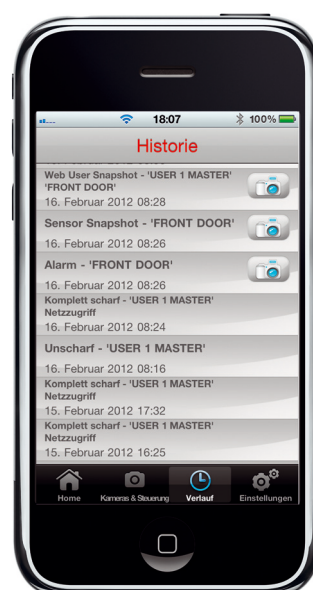 18:07
100%
Historie
Web User Snapshot - 'USER 1 MASTER'
'FRONT DOOR'
16. Februar 2012 08:28
Sensor Snapshot - 'FRONT DOOR'
16. Februar 2012 08:26
Alarm - 'FRONT DOOR'
16. Februar 2012 08:26
Komplett scharf - 'USER 1 MASTER'
Netzzugriff
16. Februar 2012 08:24
Unscharf - 'USER 1 MASTER'
16. Februar 2012 08:16
Komplett scharf - 'USER 1 MASTER'
Netzzugriff
15. Februar 2012 17:32
Komplett scharf - 'USER 1 MASTER'
Netzzugriff
15. Februar 2012 16:25
Home Kameras & Steuerung Verlauf Einstellungen